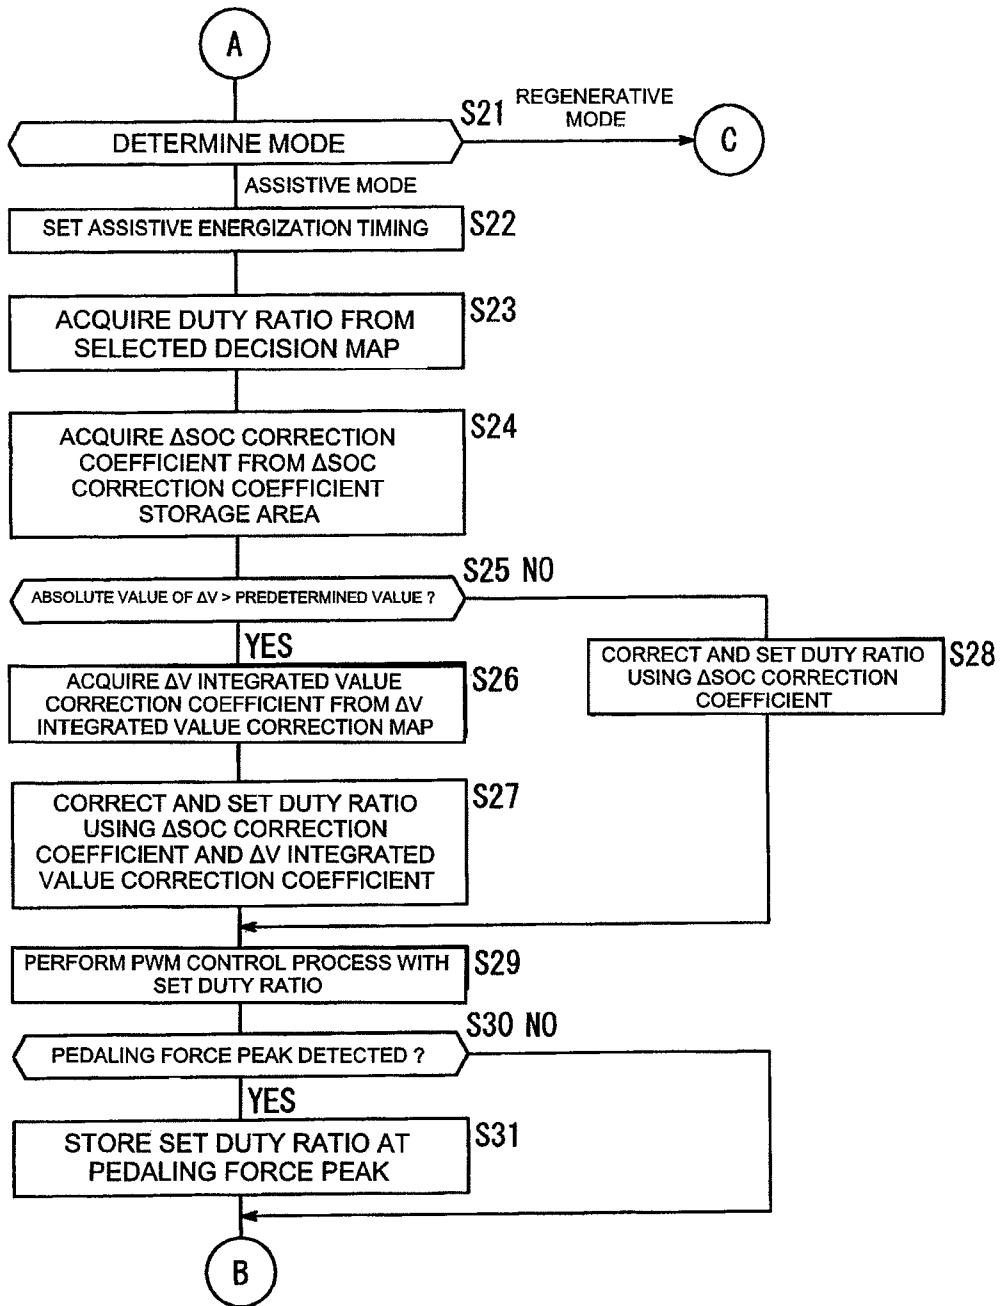 A
S21
REGENERATIVE
MODE
DETERMINE MODE
C
ASSISTIVE MODE
SET ASSISTIVE ENERGIZATION TIMING
S22
ACQUIRE DUTY RATIO FROM
SELECTED DECISION MAP
S23
ACQUIRE ΔSOC CORRECTION
COEFFICIENT FROM ΔSOC
CORRECTION COEFFICIENT
STORAGE AREA
S24
S25 NO
ABSOLUTE VALUE OF ΔV > PREDETERMINED VALUE ?
YES
ACQUIRE ΔV INTEGRATED VALUE
CORRECTION COEFFICIENT FROM ΔV
INTEGRATED VALUE CORRECTION MAP
S26
CORRECT AND SET DUTY RATIO
USING ΔSOC CORRECTION
COEFFICIENT
S28
CORRECT AND SET DUTY RATIO
USING ΔSOC CORRECTION
COEFFICIENT AND ΔV INTEGRATED
VALUE CORRECTION COEFFICIENT
S27
PERFORM PWM CONTROL PROCESS WITH
SET DUTY RATIO
S29
S30 NO
PEDALING FORCE PEAK DETECTED ?
YES
STORE SET DUTY RATIO AT
PEDALING FORCE PEAK
S31
B